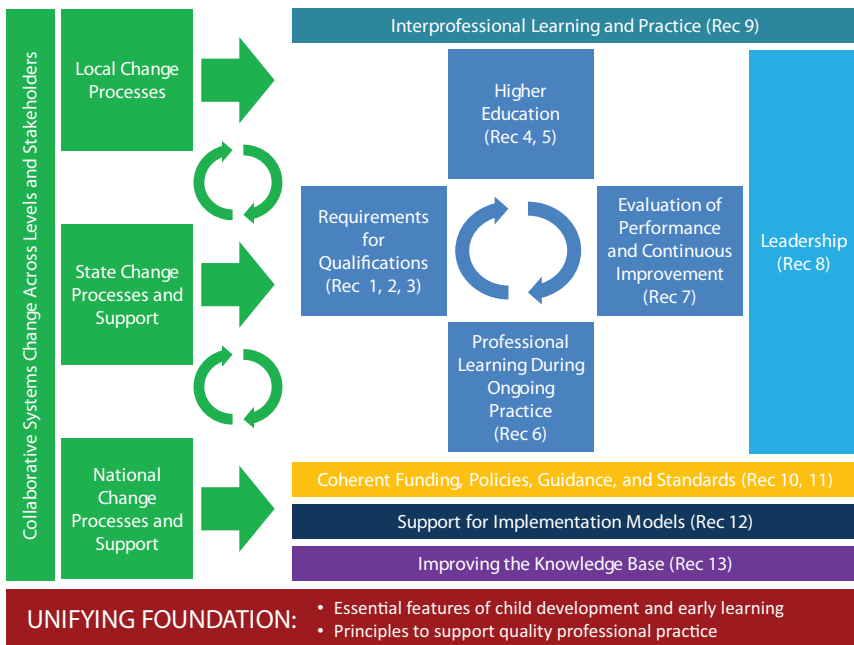 Collaborative Systems Change Across Levels and Stakeholders
Local Change
Processes
State Change
Processes and
Support
National
Change
Processes and
Support
Interprofessional Learning and Practice (Rec 9)
Higher
Education
(Rec 4, 5)
Requirements
for
Qualifications
(Rec 1, 2, 3)
Evaluation of
Performance
and Continuous
Improvement
(Rec 7)
Professional
Learning During
Ongoing
Practice
(Rec 6)
Leadership
(Rec 8)
Coherent Funding, Policies, Guidance, and Standards (Rec 10, 11)
Support for Implementation Models (Rec 12)
Improving the Knowledge Base (Rec 13)
UNIFYING FOUNDATION:
• Essential features of child development and early learning
• Principles to support quality professional practice